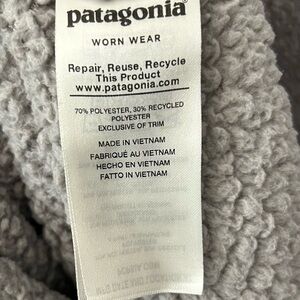 patagonia®
WORN WEAR
Repair, Reuse, Recycle
This Product
www.patagonia.com
70% POLYESTER, 30% RECYCLED
POLYESTER
EXCLUSIVE OF TRIM
MADE IN VIETNAM
FABRIQUÉ AU VIETNAM
HECHO EN VIETNAM
FATTO IN VIETNAM